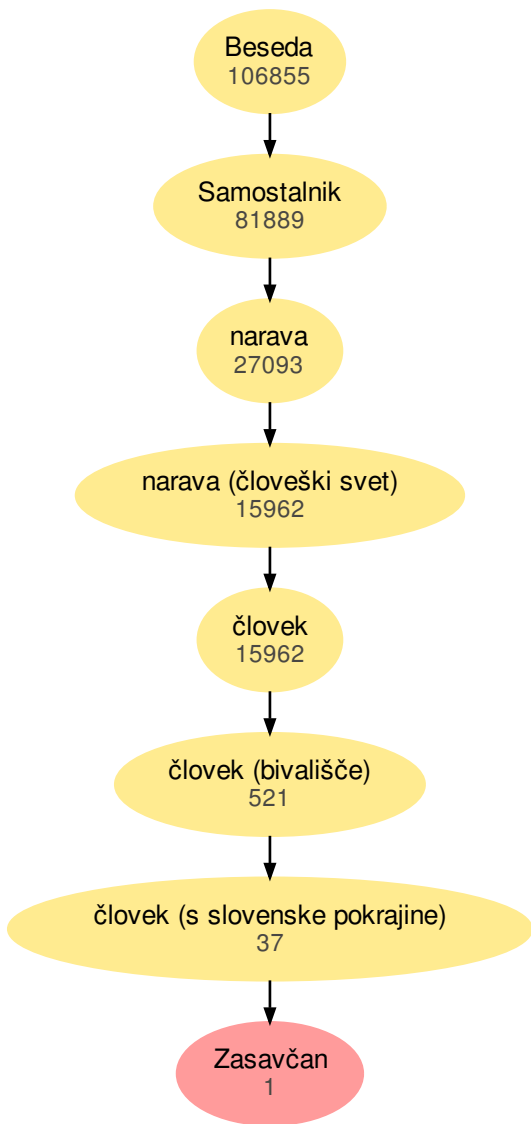 Beseda
106855
Samostalnik
81889
narava
27093
narava (človeški svet)
15962
človek
15962
človek (bivališče)
521
človek (s slovenske pokrajine)
37
Zasavčan
1